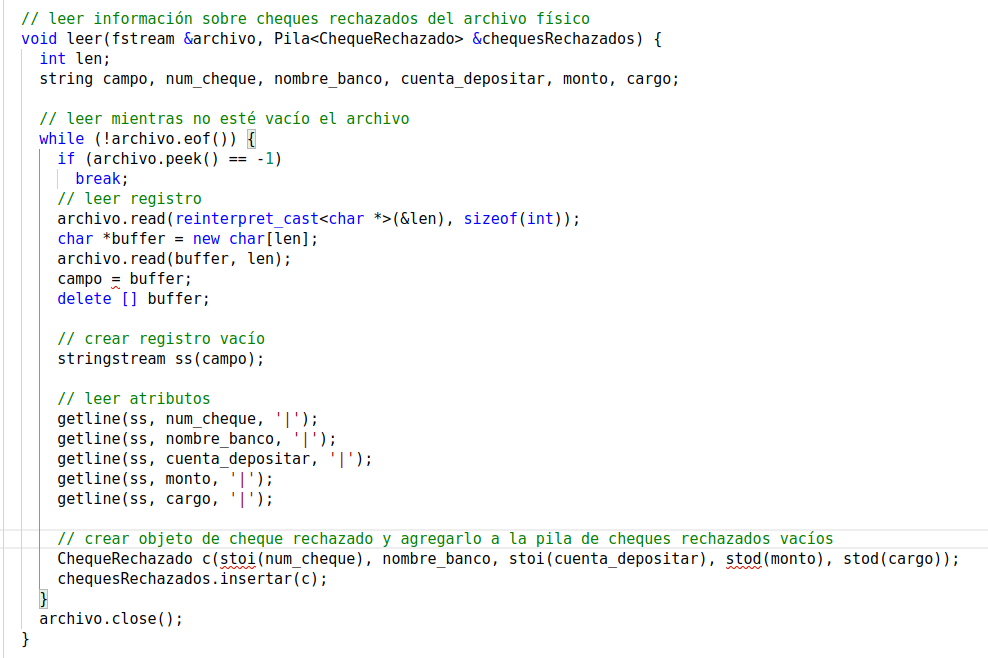 // leer información sobre cheques rechazados del archivo físico
void leer(fstream &archivo, Pila<ChequeRechazado> &chequesRechazados) {
  int len;
  string campo, num_cheque, nombre_banco, cuenta_depositar, monto, cargo;

  // leer mientras no esté vacío el archivo
  while (!archivo.eof()) {
    if (archivo.peek() == -1)
      break;
    // leer registro
    archivo.read(reinterpret_cast<char *>(&len), sizeof(int));
    char *buffer = new char[len];
    archivo.read(buffer, len);
    campo = buffer;
    delete [] buffer;

    // crear registro vacío
    stringstream ss(campo);

    // leer atributos
    getline(ss, num_cheque, '|');
    getline(ss, nombre_banco, '|');
    getline(ss, cuenta_depositar, '|');
    getline(ss, monto, '|');
    getline(ss, cargo, '|');

    // crear objeto de cheque rechazado y agregarlo a la pila de cheques rechazados vacíos
    ChequeRechazado c(stoi(num_cheque), nombre_banco, stoi(cuenta_depositar), stod(monto), stod(cargo));
    chequesRechazados.insertar(c);
  }
  archivo.close();
}